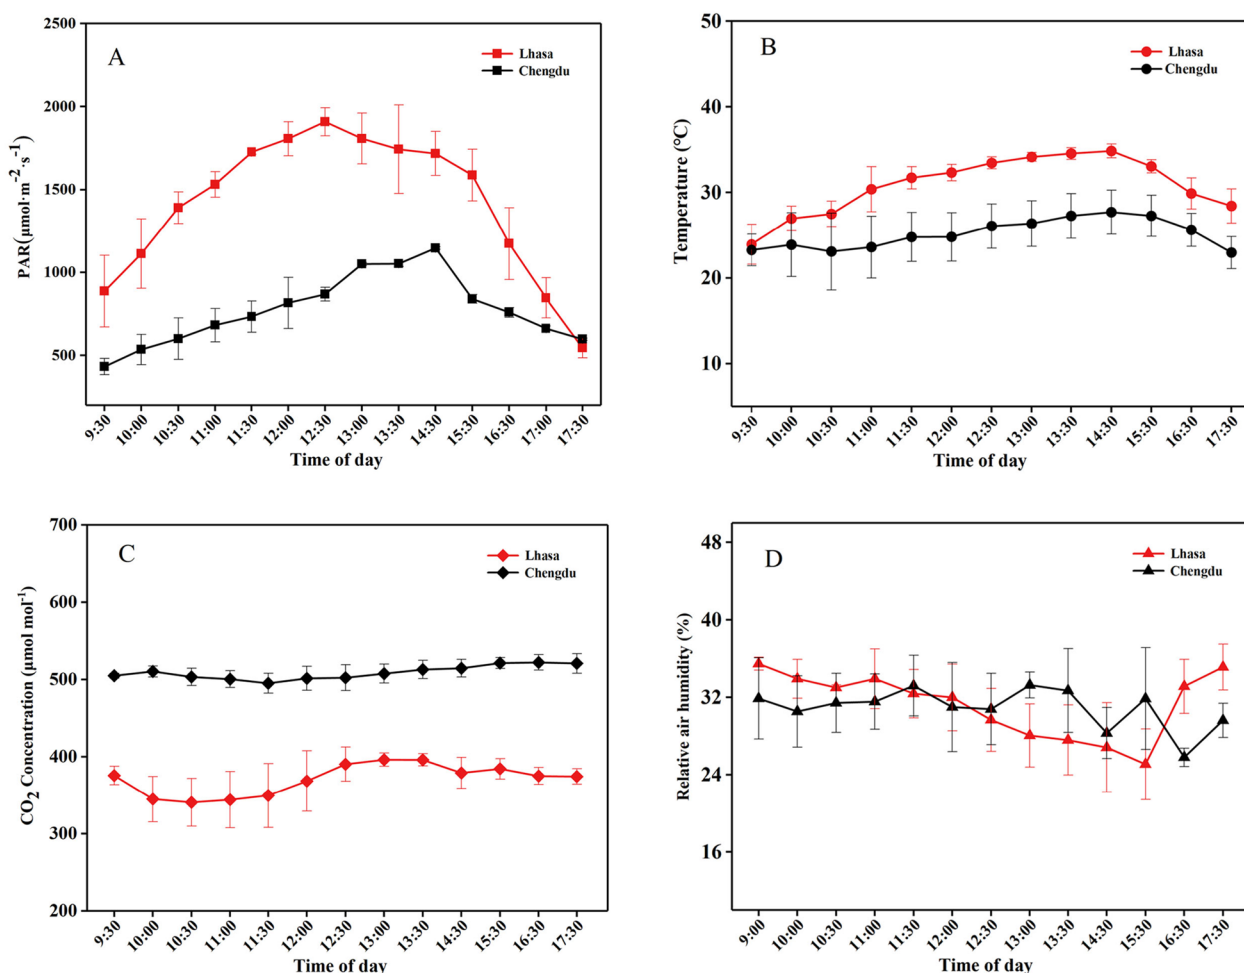 A
Lhasa
Chengdu
PAR(μmol·m⁻²·s⁻¹)
2500
2000
1500
1000
500
9:30 10:00 10:30 11:00 11:30 12:00 12:30 13:00 13:30 14:30 15:30 16:30 17:00 17:30
Time of day
B
Lhasa
Chengdu
Temperature (°C)
50
40
30
20
10
9:30 10:00 10:30 11:00 11:30 12:00 12:30 13:00 13:30 14:30 15:30 16:30 17:30
Time of day
C
Lhasa
Chengdu
CO₂ Concentration (μmol mol⁻¹)
700
600
500
400
300
200
9:30 10:00 10:30 11:00 11:30 12:00 12:30 13:00 13:30 14:30 15:30 16:30 17:30
Time of day
D
Lhasa
Chengdu
Relative air humidity (%)
48
40
32
24
16
9:00 10:00 10:30 11:00 11:30 12:00 12:30 13:00 13:30 14:30 15:30 16:30 17:30
Time of day